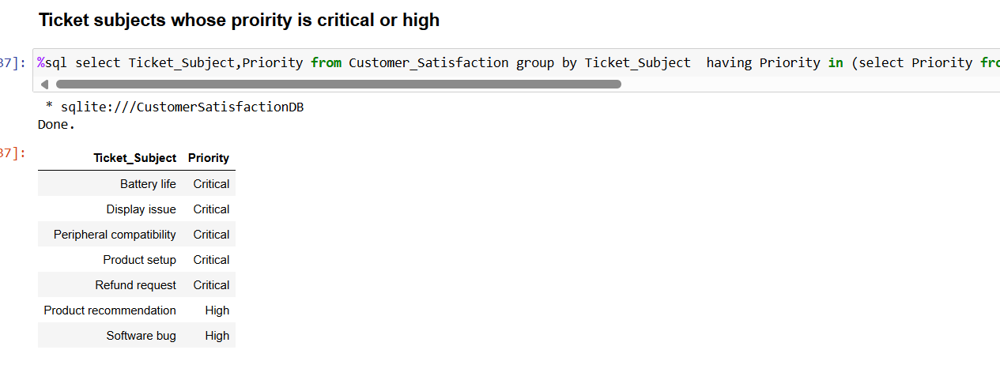 Ticket subjects whose proirity is critical or high
37]: %sql select Ticket_Subject,Priority from Customer_Satisfaction group by Ticket_Subject  having Priority in (select Priority fro
* sqlite:///CustomerSatisfactionDB
Done.
37]:
Ticket_Subject Priority
Battery life Critical
Display issue Critical
Peripheral compatibility Critical
Product setup Critical
Refund request Critical
Product recommendation High
Software bug High